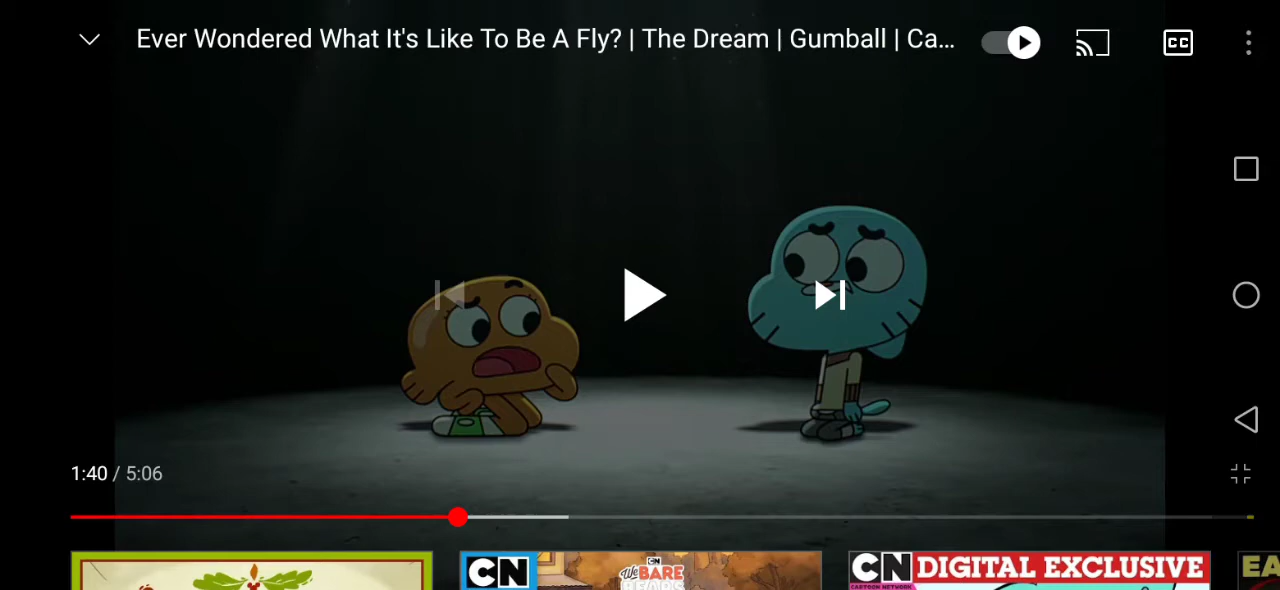 Ever Wondered What It's Like To Be A Fly? | The Dream | Gumball | Ca...
CC
1:40 / 5:06
CN
CN
We BARE
BEARS
CN DIGITAL EXCLUSIVE
CARTOON NETWORK
EA